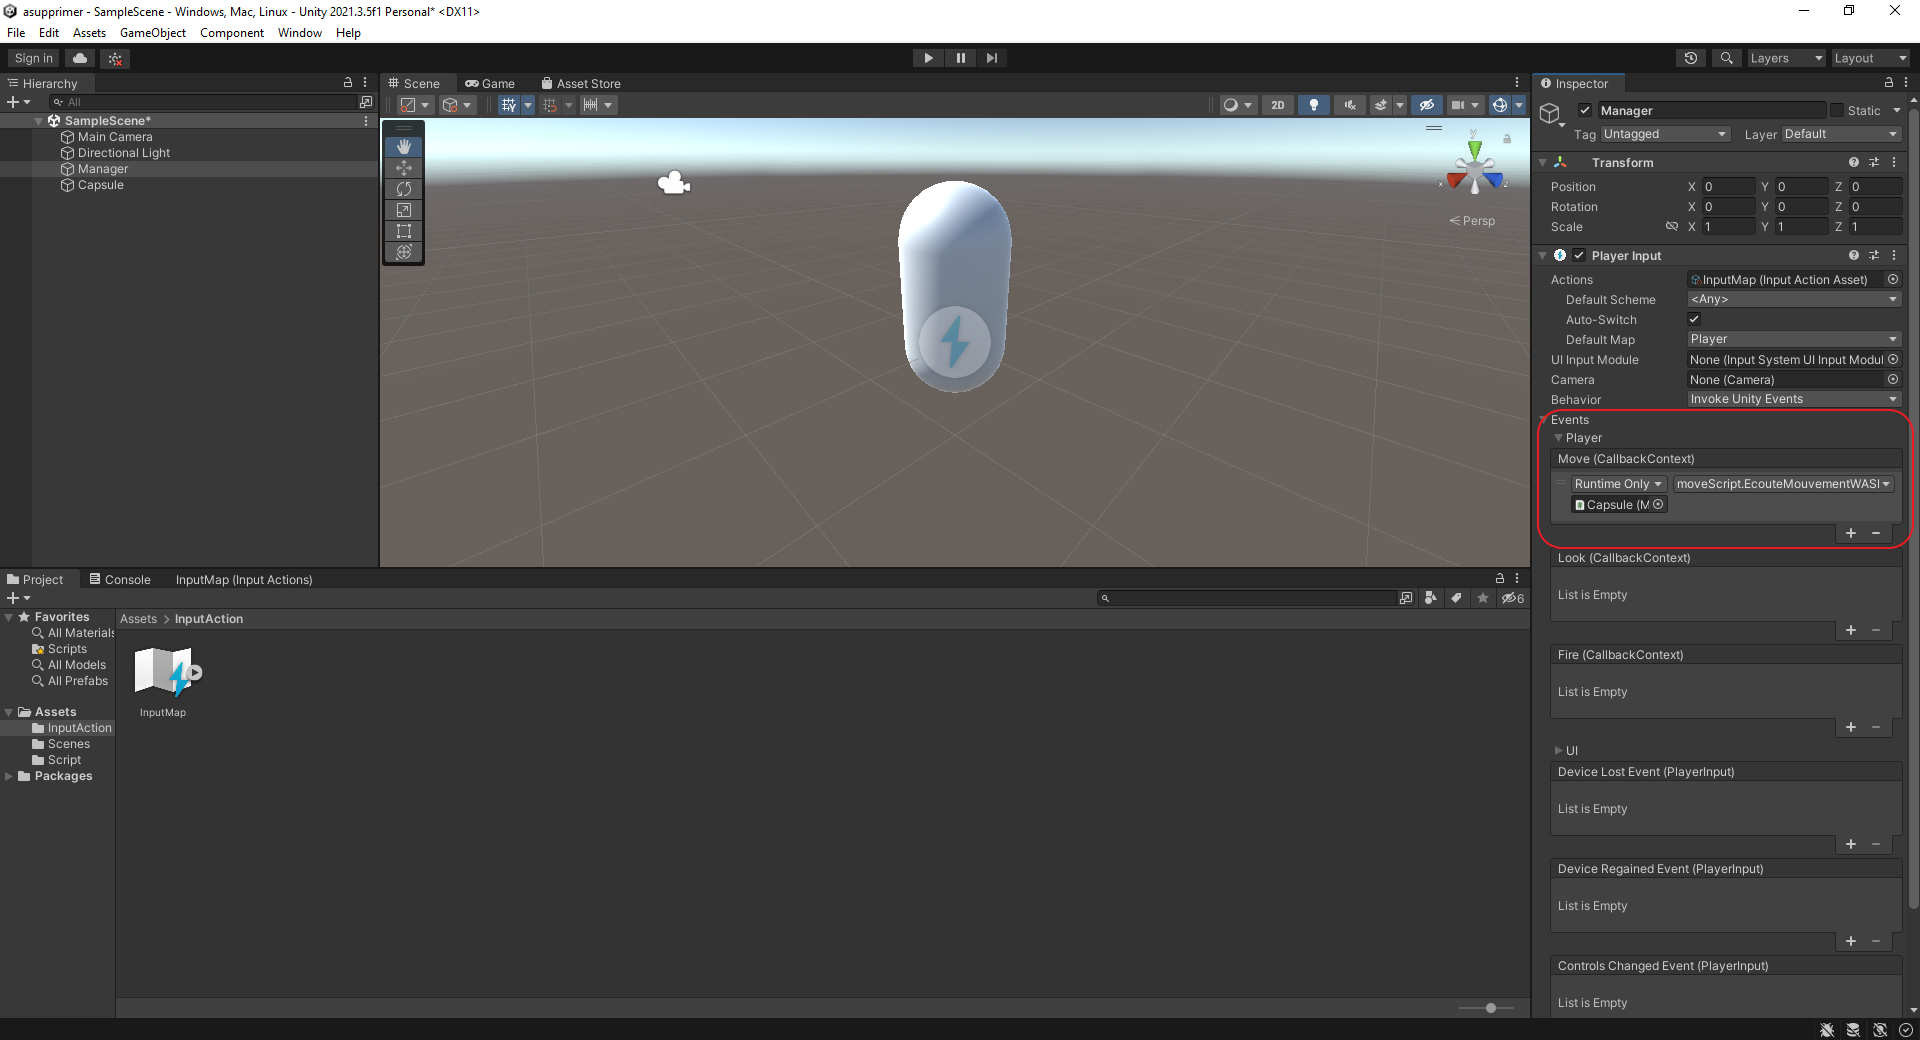 asupprimer - SampleScene - Windows, Mac, Linux - Unity 2021.3.5f1 Personal* <DX11>
File Edit Assets GameObject Component Window Help
Sign in
Layers
Layout
Hierarchy
All
SampleScene*
Main Camera
Directional Light
Manager
Capsule
Scene
Game
Asset Store
2D
y
x
z
Persp
Project
Console
InputMap (Input Actions)
6
Favorites
All Materials
Scripts
All Models
All Prefabs
Assets
InputAction
Scenes
Script
Packages
Assets > InputAction
InputMap
Inspector
Manager
Static
Tag Untagged
Layer Default
Transform
Position X 0 Y 0 Z 0
Rotation X 0 Y 0 Z 0
Scale X 1 Y 1 Z 1
Player Input
Actions InputMap (Input Action Asset)
Default Scheme <Any>
Auto-Switch
Default Map Player
UI Input Module None (Input System UI Input Modul
Camera None (Camera)
Behavior Invoke Unity Events
Events
Player
Move (CallbackContext)
Runtime Only moveScript.EcouteMouvementWASI
Capsule (M
Look (CallbackContext)
List is Empty
Fire (CallbackContext)
List is Empty
UI
Device Lost Event (PlayerInput)
List is Empty
Device Regained Event (PlayerInput)
List is Empty
Controls Changed Event (PlayerInput)
List is Empty